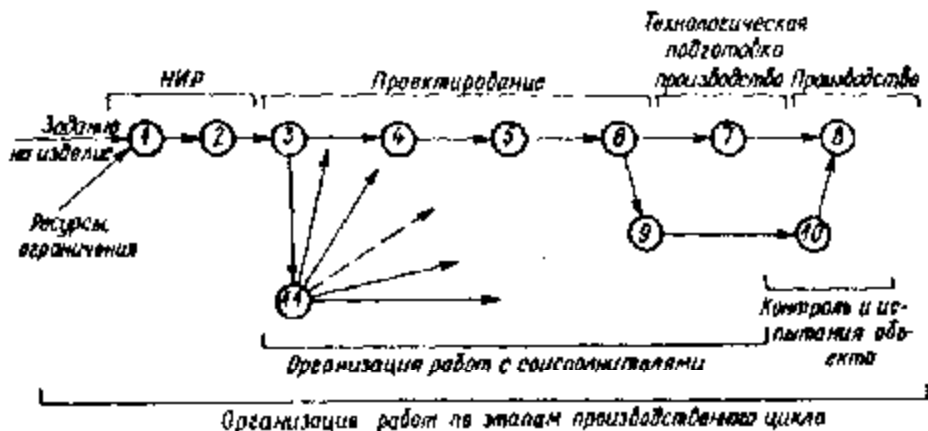 Технологическая
подготовка
производства
НИР
Проектирование
Производство
Задание
на изделие
1
2
3
4
5
6
7
8
Ресурсы,
ограничения
9
10
11
Контроль и ис-
пытания объ-
екта
Организация работ с соисполнителями
Организация работ по этапам производственного цикла